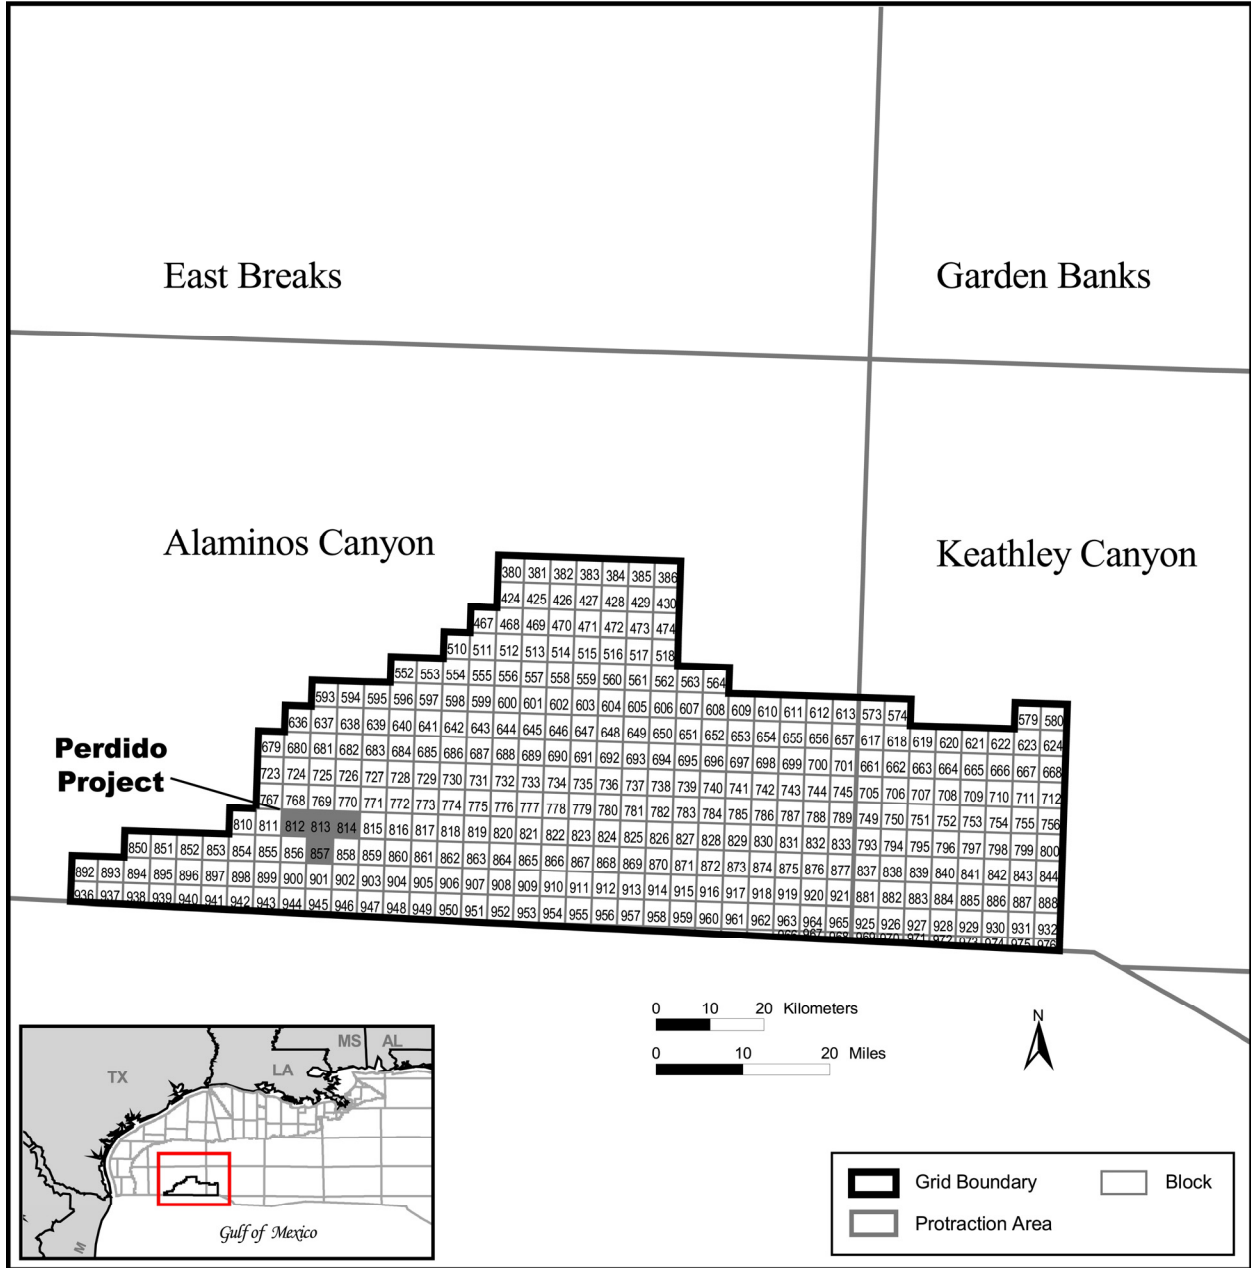 East Breaks
Garden Banks
Alaminos Canyon
Keathley Canyon
380 381 382 383 384 385 386
424 425 426 427 428 429 430
467 468 469 470 471 472 473 474
510 511 512 513 514 515 516 517 518
552 553 554 555 556 557 558 559 560 561 562 563 564
593 594 595 596 597 598 599 600 601 602 603 604 605 606 607 608 609 610 611 612 613 573 574 579 580
636 637 638 639 640 641 642 643 644 645 646 647 648 649 650 651 652 653 654 655 656 657 617 618 619 620 621 622 623 624
679 680 681 682 683 684 685 686 687 688 689 690 691 692 693 694 695 696 697 698 699 700 701 661 662 663 664 665 666 667 668
Perdido
Project
723 724 725 726 727 728 729 730 731 732 733 734 735 736 737 738 739 740 741 742 743 744 745 705 706 707 708 709 710 711 712
767 768 769 770 771 772 773 774 775 776 777 778 779 780 781 782 783 784 785 786 787 788 789 749 750 751 752 753 754 755 756
810 811 812 813 814 815 816 817 818 819 820 821 822 823 824 825 826 827 828 829 830 831 832 833 793 794 795 796 797 798 799 800
850 851 852 853 854 855 856 857 858 859 860 861 862 863 864 865 866 867 868 869 870 871 872 873 874 875 876 877 837 838 839 840 841 842 843 844
892 893 894 895 896 897 898 899 900 901 902 903 904 905 906 907 908 909 910 911 912 913 914 915 916 917 918 919 920 921 881 882 883 884 885 886 887 888
936 937 938 939 940 941 942 943 944 945 946 947 948 949 950 951 952 953 954 955 956 957 958 959 960 961 962 963 964 965 925 926 927 928 929 930 931 932
966 967 968 969 970 971 972 973 974 975 976
0 10 20 Kilometers
0 10 20 Miles
N
TX
LA
MS
AL
M
Gulf of Mexico
Grid Boundary
Block
Protraction Area